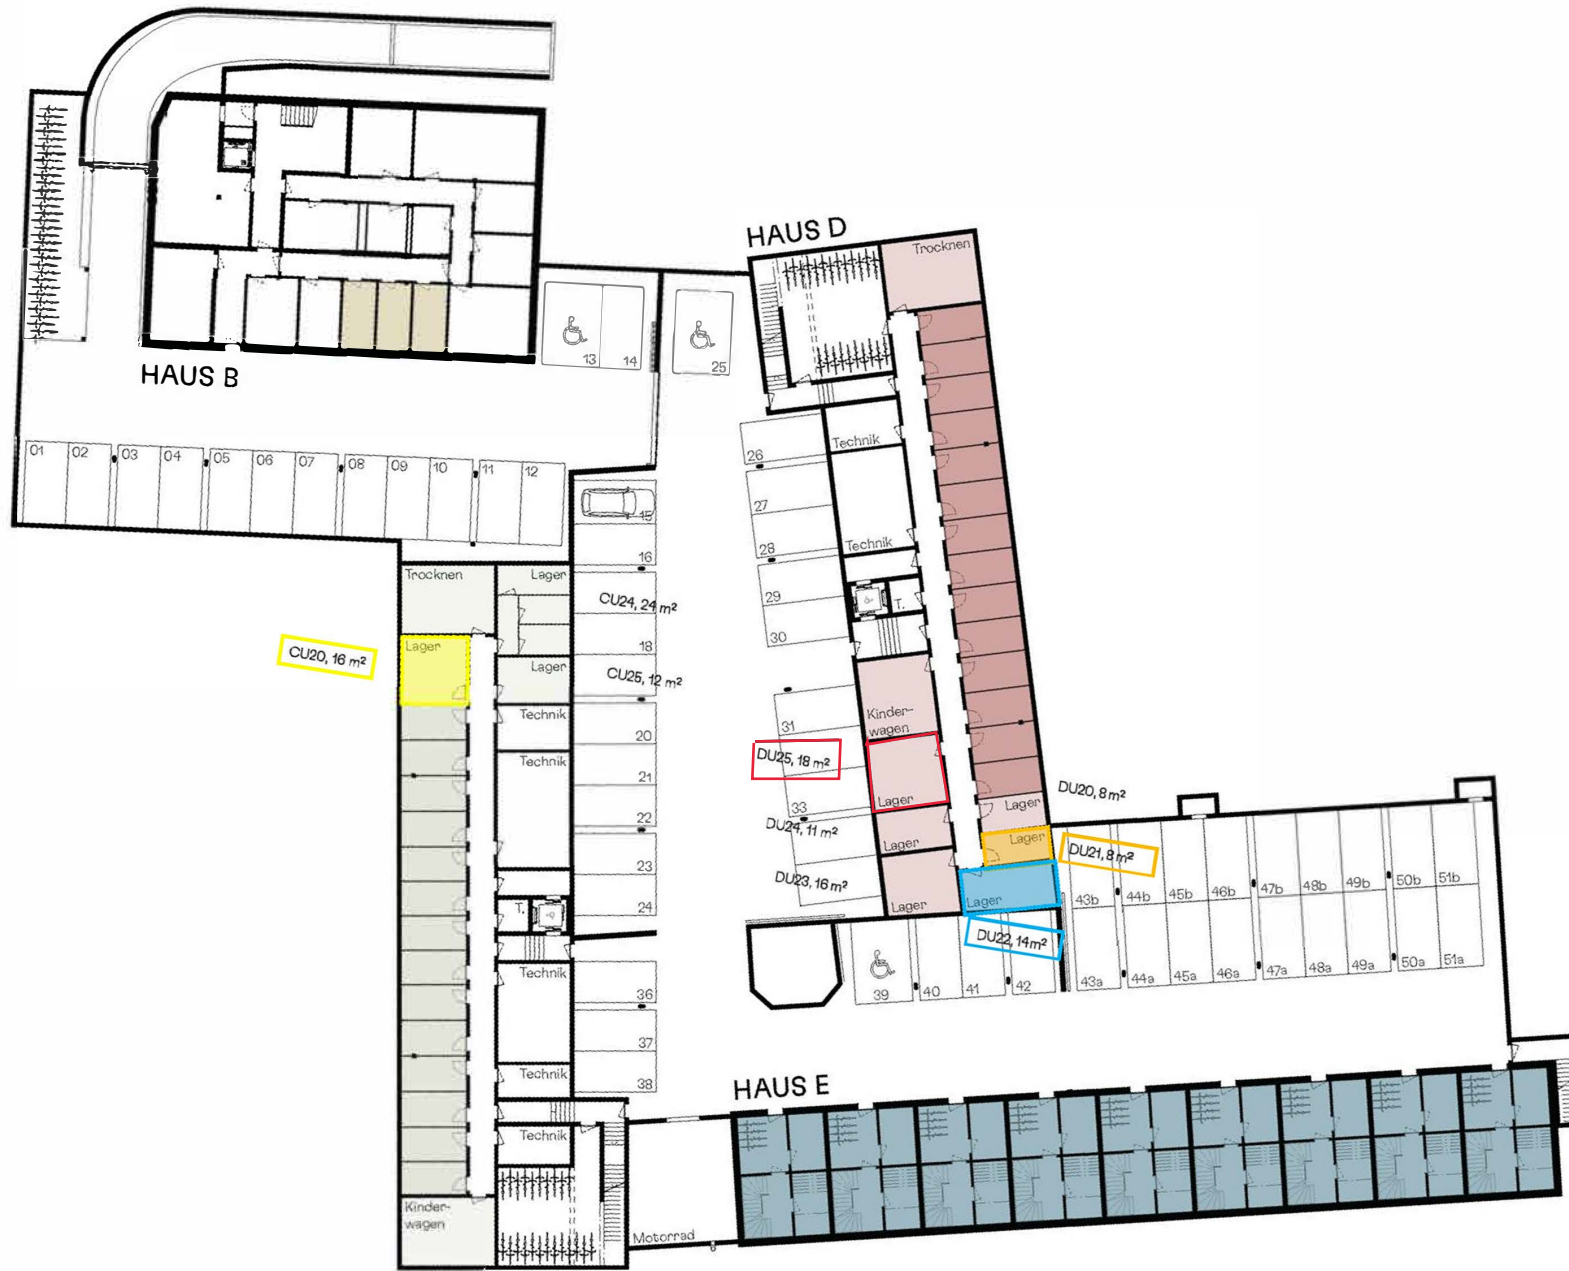 HAUS D
Trocknen
HAUS B
13
14
25
01
02
03
04
05
06
07
08
09
10
11
12
15
16
26
27
28
29
30
Technik
Technik
T.
Trocknen
Lager
CU24, 24 m²
18
CU20, 16 m²
Lager
Lager
CU25, 12 m²
Technik
20
Technik
21
22
23
24
T.
31
Kinder-
wagen
DU25, 18 m²
Lager
33
DU24, 11 m²
Lager
DU23, 16 m²
Lager
Lager
DU20, 8 m²
Lager
DU21, 8 m²
Lager
DU22, 14 m²
43b
44b
45b
46b
47b
48b
49b
50b
51b
39
40
41
42
43a
44a
45a
46a
47a
48a
49a
50a
51a
Technik
36
37
Technik
38
HAUS E
Technik
Kinder-
wagen
Motorrad